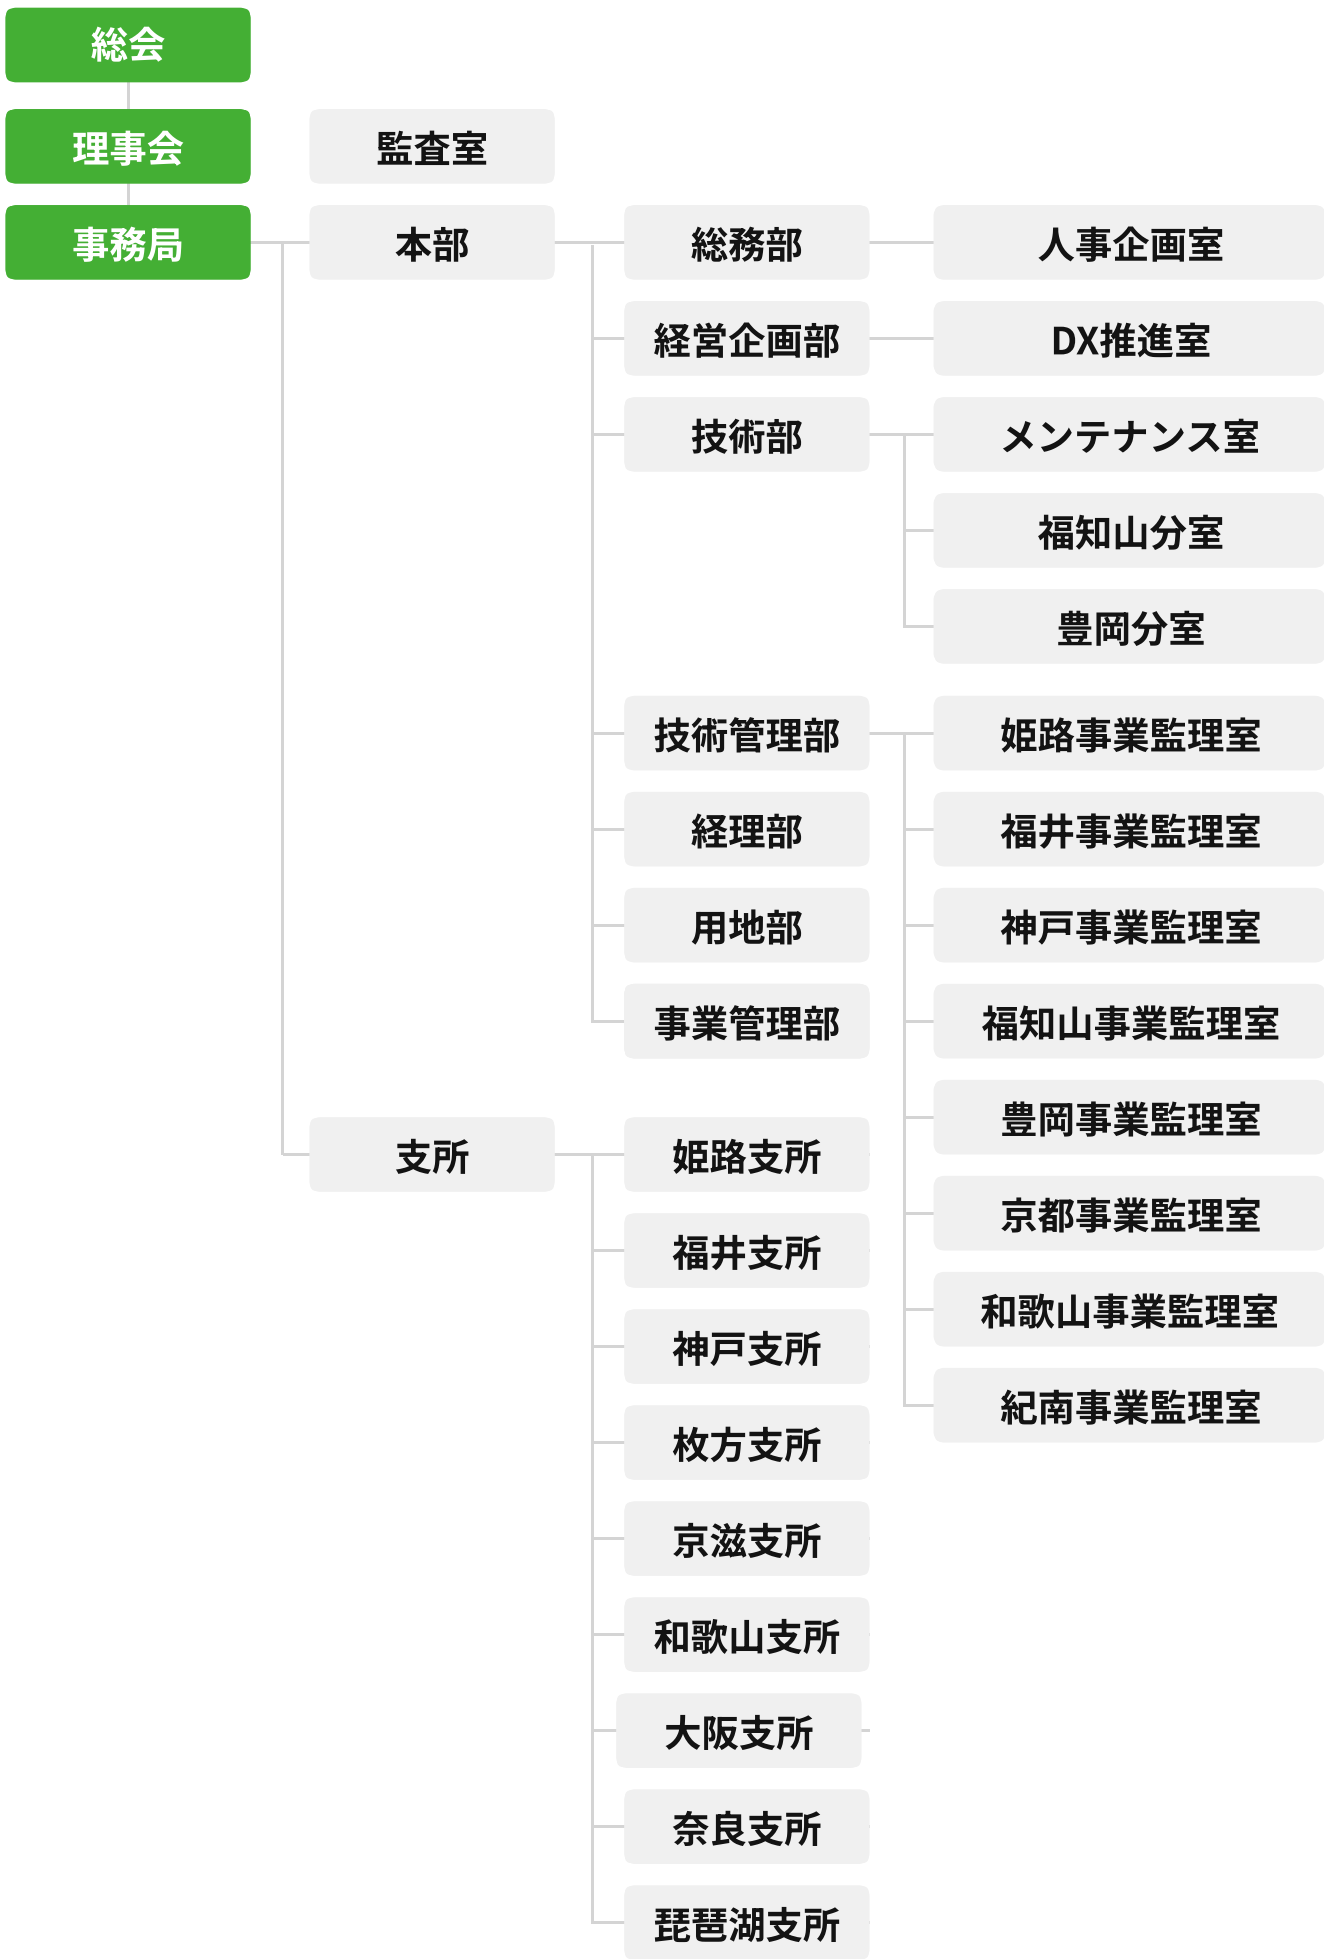 総会
理事会
監査室
事務局
本部
総務部
人事企画室
経営企画部
DX推進室
技術部
メンテナンス室
福知山分室
豊岡分室
技術管理部
姫路事業監理室
経理部
福井事業監理室
用地部
神戸事業監理室
事業管理部
福知山事業監理室
豊岡事業監理室
支所
姫路支所
京都事業監理室
福井支所
和歌山事業監理室
神戸支所
紀南事業監理室
枚方支所
京滋支所
和歌山支所
大阪支所
奈良支所
琵琶湖支所